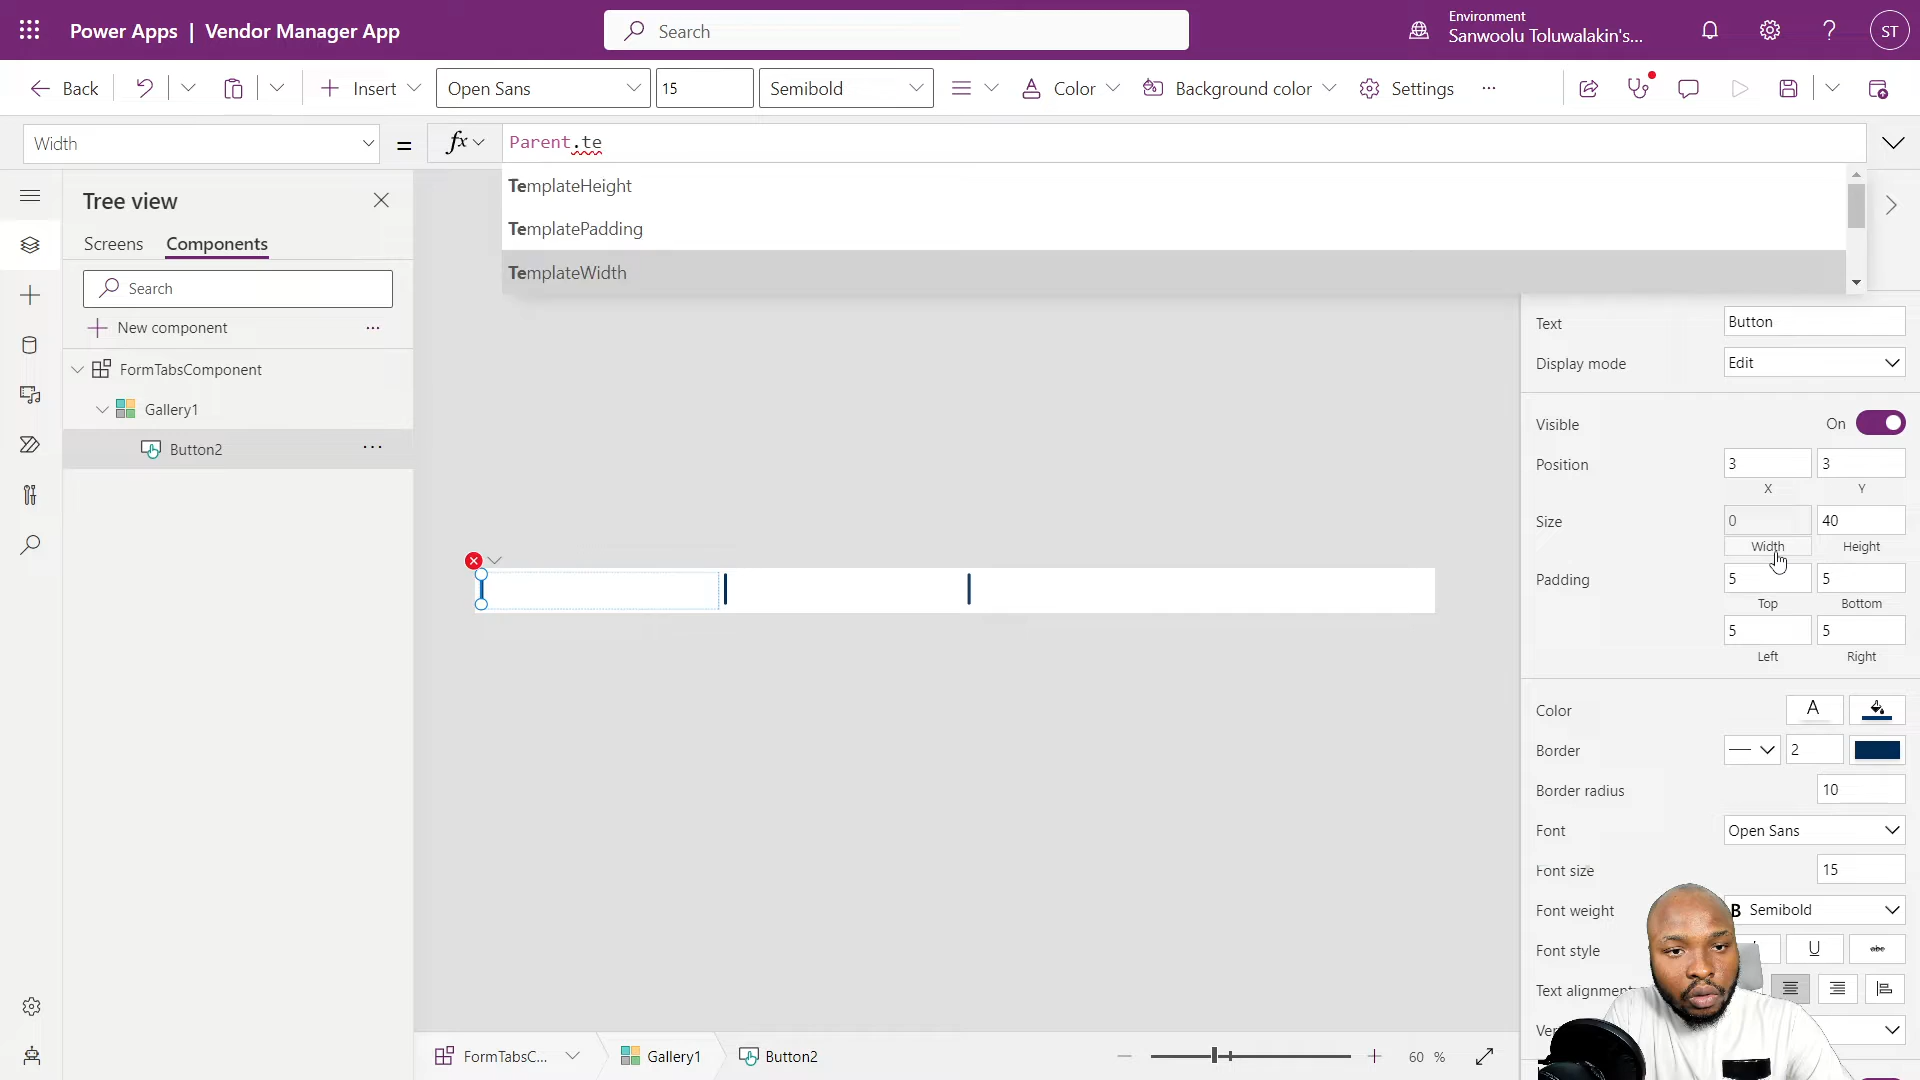 Power Apps | Vendor Manager App
Search
Environment
Sanwoolu Toluwalakin's...
ST
Back
Insert
Open Sans
15
Semibold
Color
Background color
Settings
Width
=
fx
Parent.te
TemplateHeight
TemplatePadding
TemplateWidth
Tree view
Screens
Components
Search
New component
FormTabsComponent
Gallery1
Button2
Text
Button
Display mode
Edit
Visible
On
Position
3
3
X
Y
Size
0
40
Width
Height
Padding
5
5
Top
Bottom
5
5
Left
Right
Color
A
Border
2
Border radius
10
Font
Open Sans
Font size
15
Font weight
B Semibold
Font style
U
abc
Text alignment
FormTabsC...
Gallery1
Button2
60 %